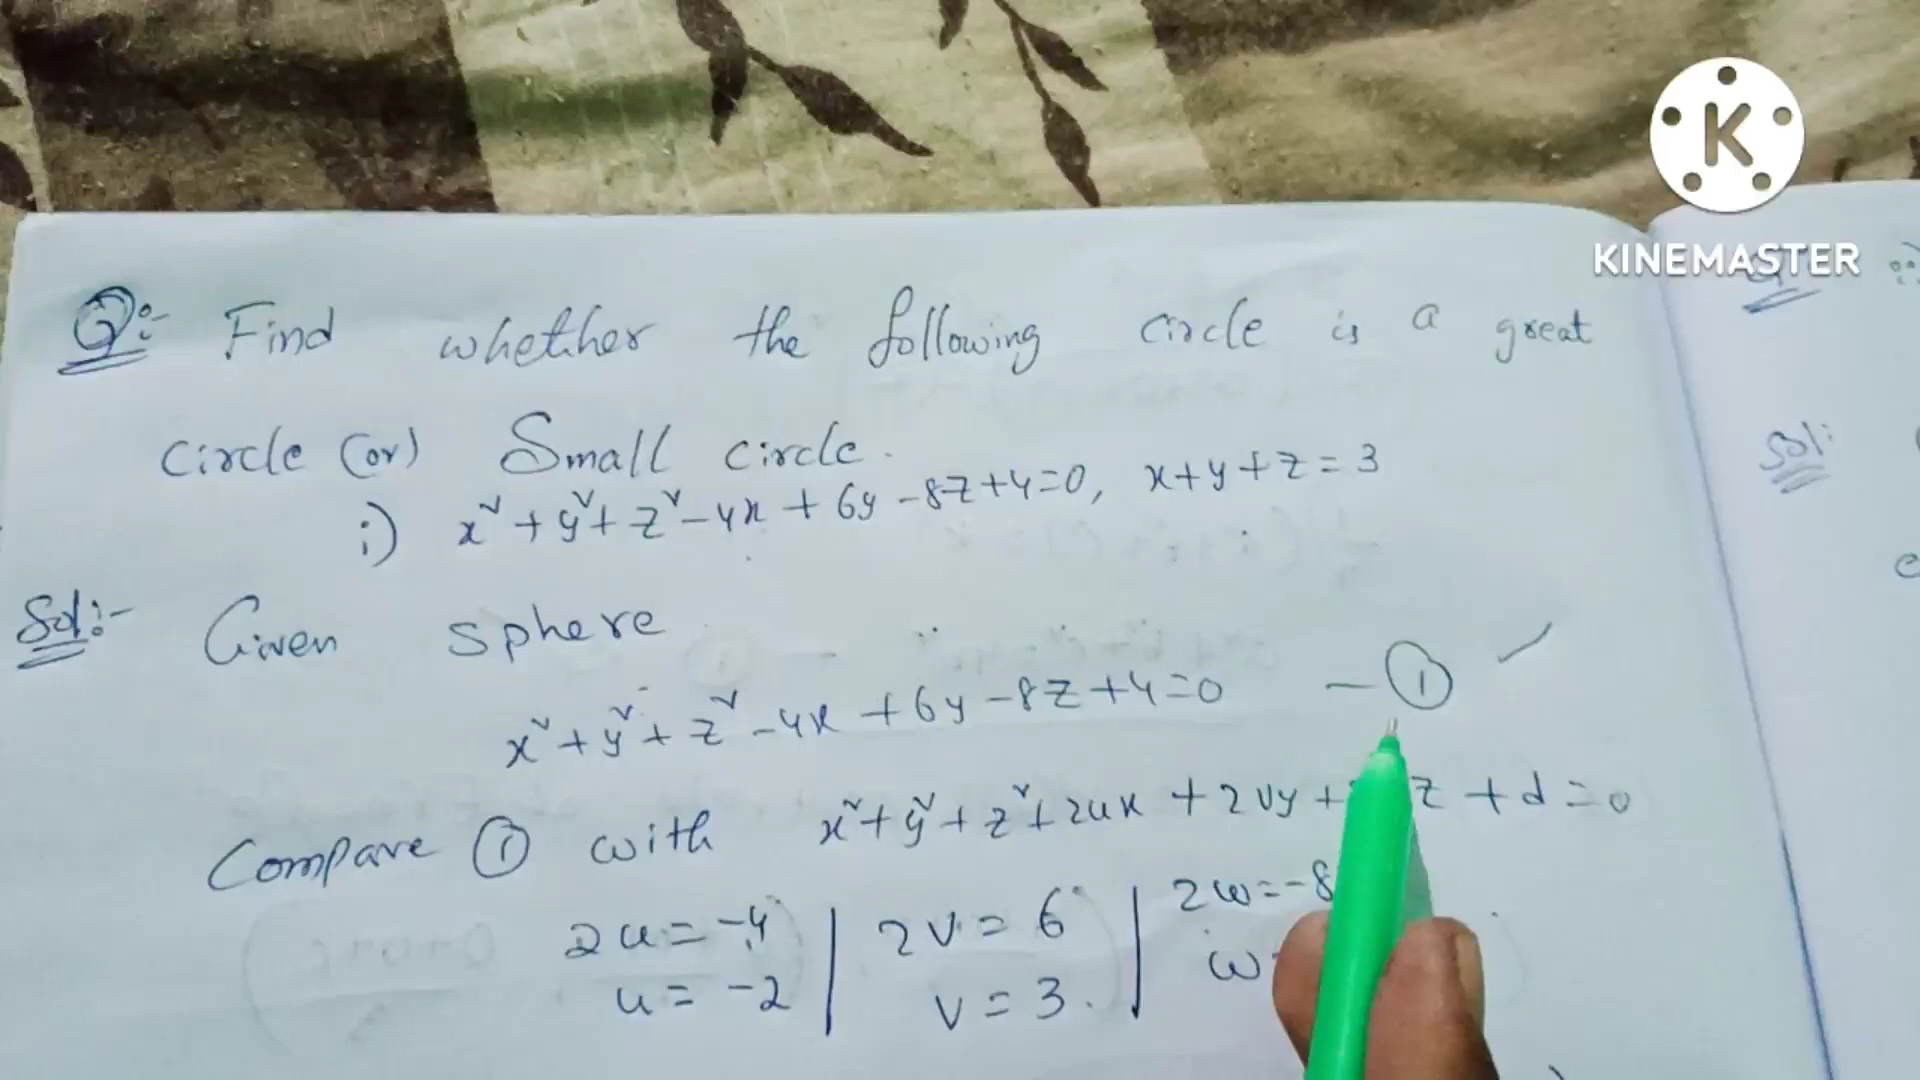 KINEMASTER
Q:- Find whether the following circle is a great
circle (or) Small circle.
i) x² + y² + z² - 4x + 6y - 8z + 4 = 0, x + y + z = 3
Sol:- Given sphere
x² + y² + z² - 4x + 6y - 8z + 4 = 0 — ①
Compare ① with x² + y² + z² + 2ux + 2vy + z + d = 0
2u = -4 | 2v = 6 | 2w = -8
u = -2 | v = 3. | w
Sol: